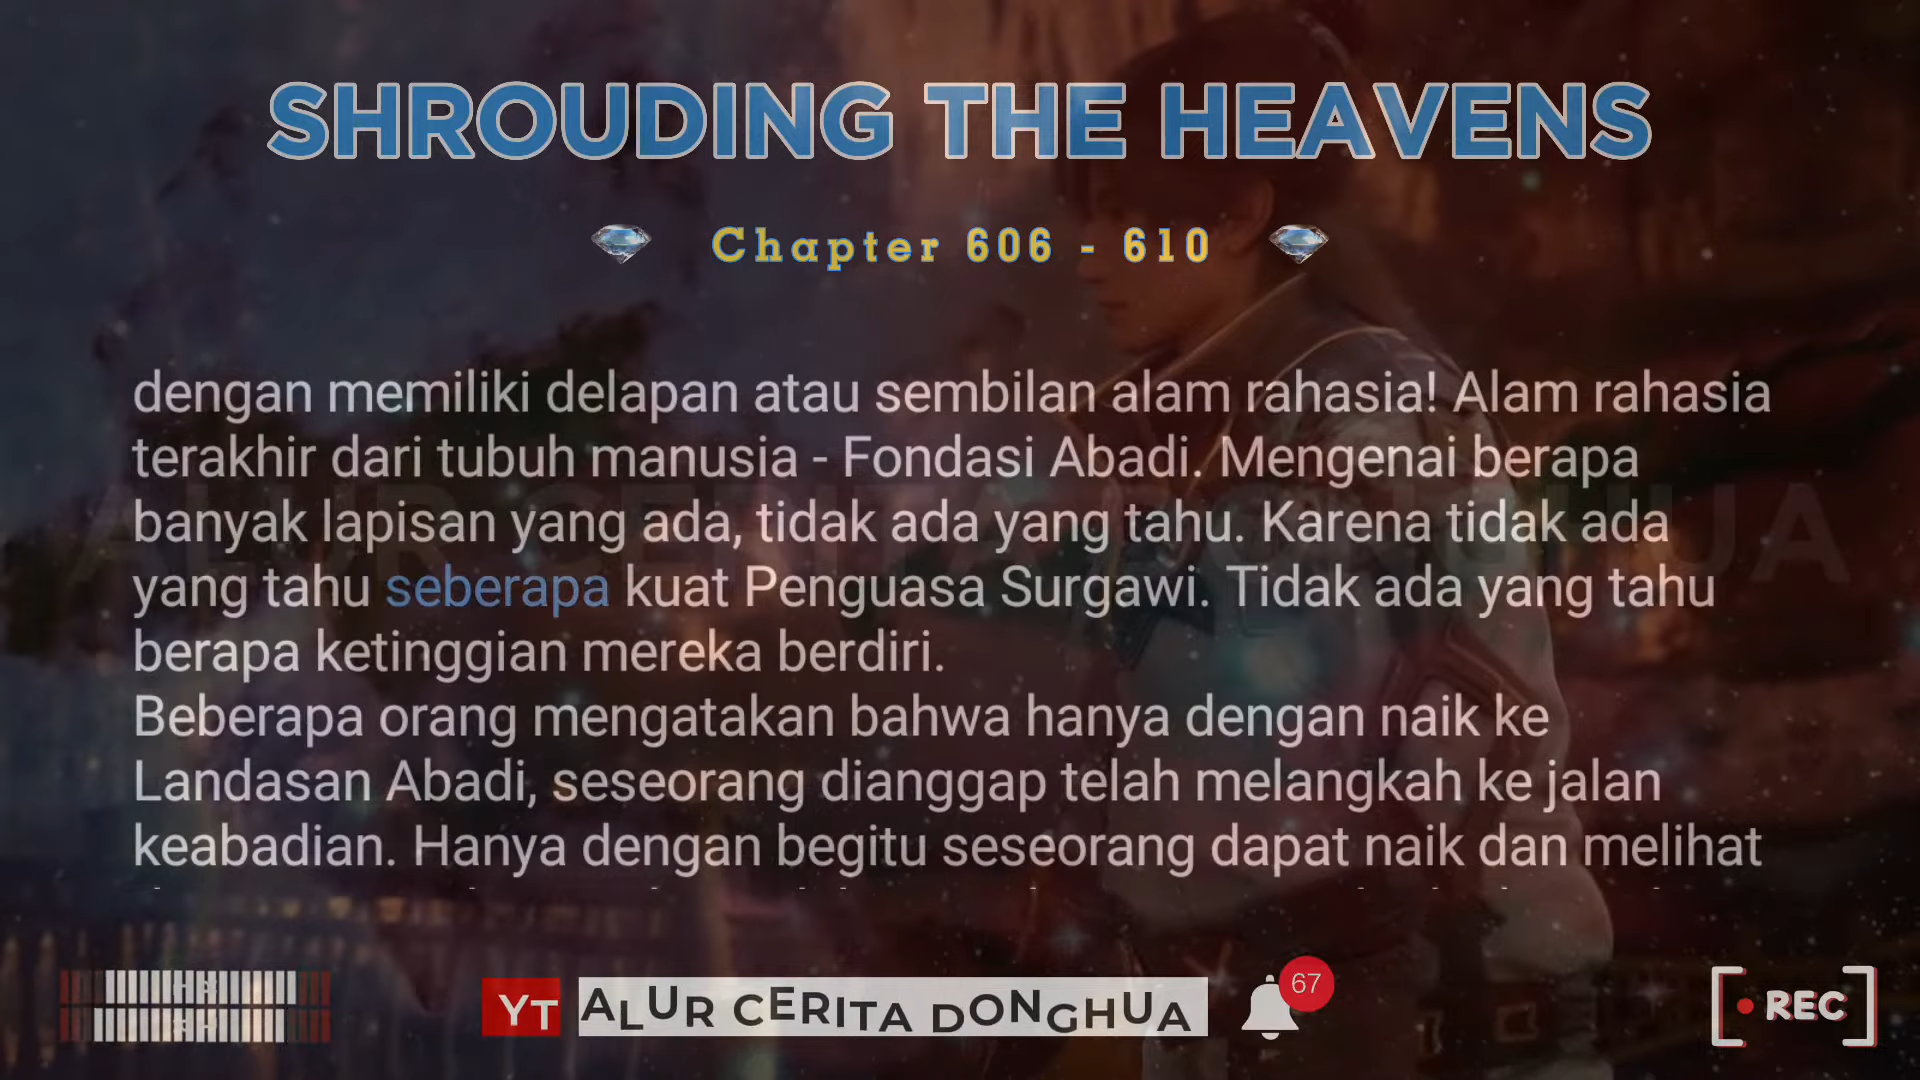 SHROUDING THE HEAVENS
Chapter 606 - 610
dengan memiliki delapan atau sembilan alam rahasia! Alam rahasia
terakhir dari tubuh manusia - Fondasi Abadi. Mengenai berapa
banyak lapisan yang ada, tidak ada yang tahu. Karena tidak ada
yang tahu seberapa kuat Penguasa Surgawi. Tidak ada yang tahu
berapa ketinggian mereka berdiri.
Beberapa orang mengatakan bahwa hanya dengan naik ke
Landasan Abadi, seseorang dianggap telah melangkah ke jalan
keabadian. Hanya dengan begitu seseorang dapat naik dan melihat
ALUR CERITA DONGHUA
YT ALUR CERITA DONGHUA
67
REC